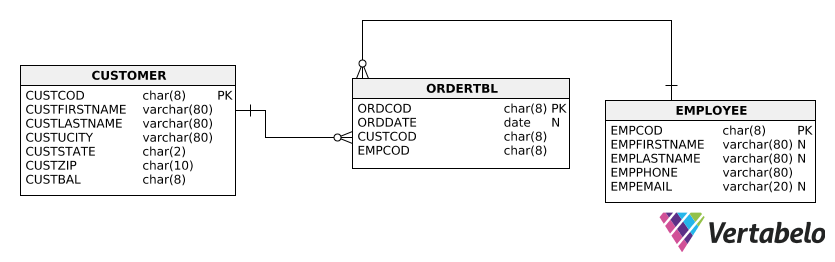 CUSTOMER
CUSTCOD char(8) PK
CUSTFIRSTNAME varchar(80)
CUSTLASTNAME varchar(80)
CUSTUCITY varchar(80)
CUSTSTATE char(2)
CUSTZIP char(10)
CUSTBAL char(8)
ORDERTBL
ORDCOD char(8) PK
ORDDATE date N
CUSTCOD char(8)
EMPCOD char(8)
EMPLOYEE
EMPCOD char(8) PK
EMPFIRSTNAME varchar(80) N
EMPLASTNAME varchar(80) N
EMPPHONE varchar(80)
EMPEMAIL varchar(20) N
Vertabelo